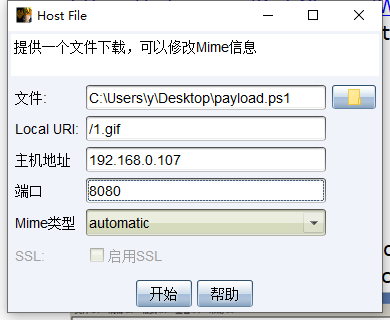 Host File
提供一个文件下载，可以修改Mime信息
文件: C:\Users\y\Desktop\payload.ps1
Local URI: /1.gif
主机地址 192.168.0.107
端口 8080
Mime类型 automatic
SSL: 启用SSL
开始 帮助